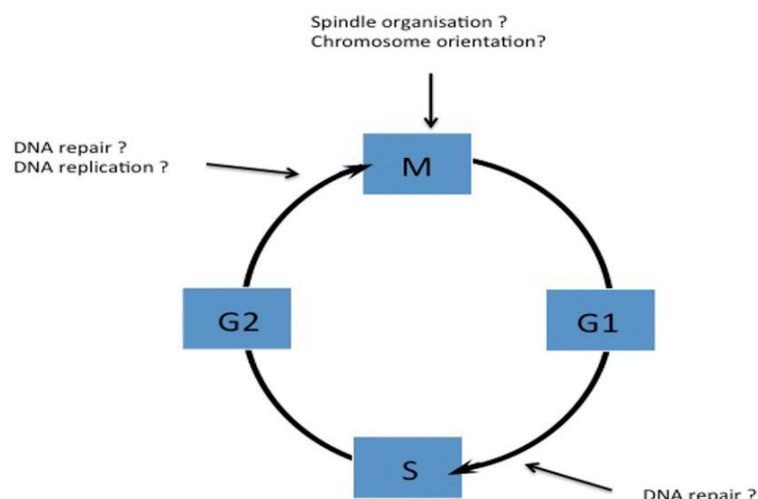 Spindle organisation ?
Chromosome orientation?
DNA repair ?
DNA replication ?
M
G2
G1
S
DNA repair ?